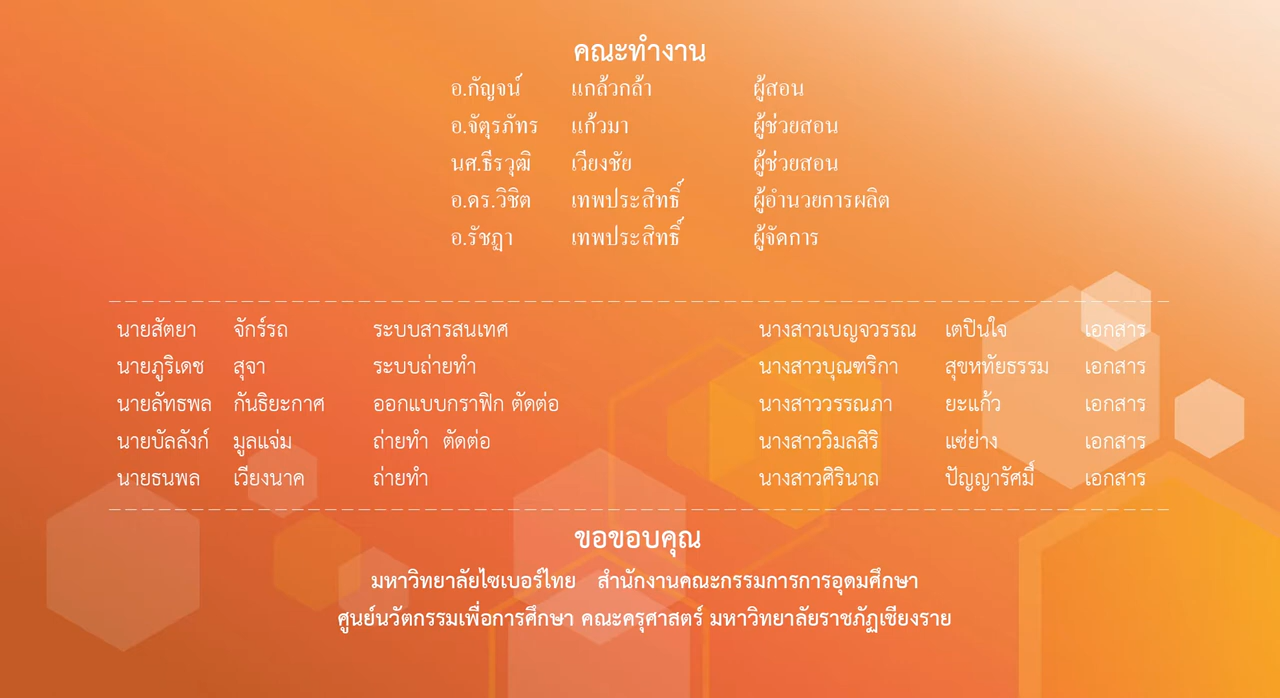 คณะทำงาน
อ.กัญจน์ แกล้วกล้า ผู้สอน
อ.จัตุรภัทร แก้วมา ผู้ช่วยสอน
นศ.ธีรวุฒิ เวียงชัย ผู้ช่วยสอน
อ.ดร.วิชิต เทพประสิทธิ์ ผู้อำนวยการผลิต
อ.รัชฎา เทพประสิทธิ์ ผู้จัดการ
นายสัตยา จักร์รถ ระบบสารสนเทศ
นายภูริเดช สุจา ระบบถ่ายทำ
นายลัทธพล กันธิยะกาศ ออกแบบกราฟิก ตัดต่อ
นายบัลลังก์ มูลแจ่ม ถ่ายทำ ตัดต่อ
นายธนพล เวียงนาค ถ่ายทำ
นางสาวเบญจวรรณ เตปินใจ เอกสาร
นางสาวบุณฑริกา สุขหทัยธรรม เอกสาร
นางสาววรรณภา ยะแก้ว เอกสาร
นางสาววิมลสิริ แซ่ย่าง เอกสาร
นางสาวศิรินาถ ปัญญารัศมี์ เอกสาร
ขอขอบคุณ
มหาวิทยาลัยไซเบอร์ไทย สำนักงานคณะกรรมการการอุดมศึกษา
ศูนย์นวัตกรรมเพื่อการศึกษา คณะครุศาสตร์ มหาวิทยาลัยราชภัฏเชียงราย